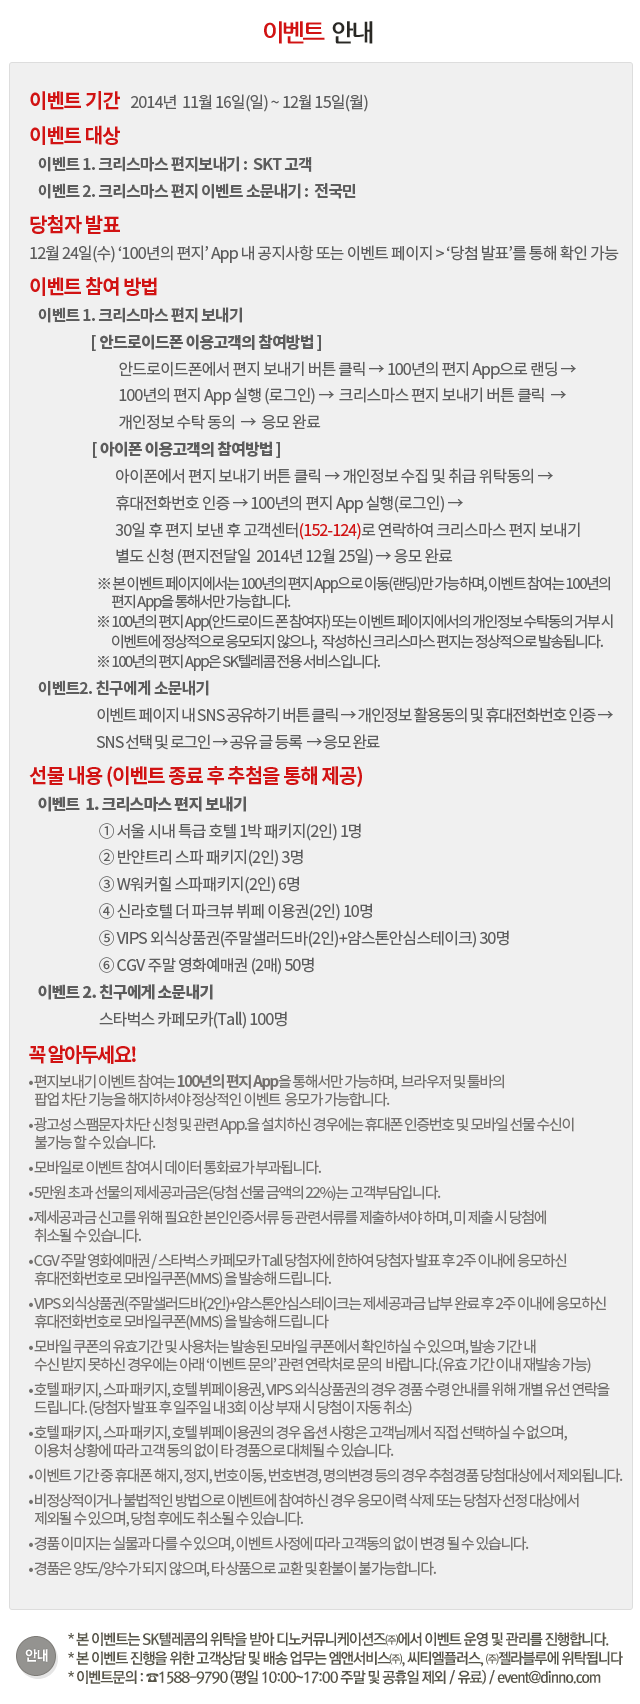 이벤트 안내
이벤트 기간 2014년 11월 16일(일) ~ 12월 15일(월)
이벤트 대상
이벤트 1. 크리스마스 편지보내기 : SKT 고객
이벤트 2. 크리스마스 편지 이벤트 소문내기 : 전국민
당첨자 발표
12월 24일(수) ‘100년의 편지’ App 내 공지사항 또는 이벤트 페이지 > ‘당첨 발표’를 통해 확인 가능
이벤트 참여 방법
이벤트 1. 크리스마스 편지 보내기
[ 안드로이드폰 이용고객의 참여방법 ]
안드로이드폰에서 편지 보내기 버튼 클릭 → 100년의 편지 App으로 랜딩 →
100년의 편지 App 실행 (로그인) → 크리스마스 편지 보내기 버튼 클릭 →
개인정보 수탁 동의 → 응모 완료
[ 아이폰 이용고객의 참여방법 ]
아이폰에서 편지 보내기 버튼 클릭 → 개인정보 수집 및 취급 위탁동의 →
휴대전화번호 인증 → 100년의 편지 App 실행(로그인) →
30일 후 편지 보낸 후 고객센터(152-124)로 연락하여 크리스마스 편지 보내기
별도 신청 (편지전달일 2014년 12월 25일) → 응모 완료
※ 본 이벤트 페이지에서는 100년의 편지 App으로 이동(랜딩)만 가능하며, 이벤트 참여는 100년의
편지 App을 통해서만 가능합니다.
※ 100년의 편지 App(안드로이드 폰 참여자) 또는 이벤트 페이지에서의 개인정보 수탁동의 거부 시
이벤트에 정상적으로 응모되지 않으나, 작성하신 크리스마스 편지는 정상적으로 발송됩니다.
※ 100년의 편지 App은 SK텔레콤 전용 서비스입니다.
이벤트2. 친구에게 소문내기
이벤트 페이지 내 SNS 공유하기 버튼 클릭 → 개인정보 활용동의 및 휴대전화번호 인증 →
SNS 선택 및 로그인 → 공유 글 등록 → 응모 완료
선물 내용 (이벤트 종료 후 추첨을 통해 제공)
이벤트 1. 크리스마스 편지 보내기
① 서울 시내 특급 호텔 1박 패키지(2인) 1명
② 반얀트리 스파 패키지(2인) 3명
③ W워커힐 스파패키지(2인) 6명
④ 신라호텔 더 파크뷰 뷔페 이용권(2인) 10명
⑤ VIPS 외식상품권(주말샐러드바(2인)+얌스톤안심스테이크) 30명
⑥ CGV 주말 영화예매권 (2매) 50명
이벤트 2. 친구에게 소문내기
스타벅스 카페모카(Tall) 100명
꼭 알아두세요!
• 편지보내기 이벤트 참여는 100년의 편지 App을 통해서만 가능하며, 브라우저 및 툴바의
팝업 차단 기능을 해지하셔야 정상적인 이벤트 응모가 가능합니다.
• 광고성 스팸문자 차단 신청 및 관련 App.을 설치하신 경우에는 휴대폰 인증번호 및 모바일 선물 수신이
불가능 할 수 있습니다.
• 모바일로 이벤트 참여시 데이터 통화료가 부과됩니다.
• 5만원 초과 선물의 제세공과금은(당첨 선물 금액의 22%)는 고객부담입니다.
• 제세공과금 신고를 위해 필요한 본인인증서류 등 관련서류를 제출하셔야 하며, 미 제출 시 당첨에
취소될 수 있습니다.
• CGV 주말 영화예매권 / 스타벅스 카페모카 Tall 당첨자에 한하여 당첨자 발표 후 2주 이내에 응모하신
휴대전화번호로 모바일쿠폰(MMS) 을 발송해 드립니다.
• VIPS 외식상품권(주말샐러드바(2인)+얌스톤안심스테이크는 제세공과금 납부 완료 후 2주 이내에 응모하신
휴대전화번호로 모바일쿠폰(MMS) 을 발송해 드립니다
• 모바일 쿠폰의 유효기간 및 사용처는 발송된 모바일 쿠폰에서 확인하실 수 있으며, 발송 기간 내
수신 받지 못하신 경우에는 아래 ‘이벤트 문의’ 관련 연락처로 문의 바랍니다.(유효 기간 이내 재발송 가능)
• 호텔 패키지, 스파 패키지, 호텔 뷔페이용권, VIPS 외식상품권의 경우 경품 수령 안내를 위해 개별 유선 연락을
드립니다. (당첨자 발표 후 일주일 내 3회 이상 부재 시 당첨이 자동 취소)
• 호텔 패키지, 스파 패키지, 호텔 뷔페이용권의 경우 옵션 사항은 고객님께서 직접 선택하실 수 없으며,
이용처 상황에 따라 고객 동의 없이 타 경품으로 대체될 수 있습니다.
• 이벤트 기간 중 휴대폰 해지, 정지, 번호이동, 번호변경, 명의변경 등의 경우 추첨경품 당첨대상에서 제외됩니다.
• 비정상적이거나 불법적인 방법으로 이벤트에 참여하신 경우 응모이력 삭제 또는 당첨자 선정 대상에서
제외될 수 있으며, 당첨 후에도 취소될 수 있습니다.
• 경품 이미지는 실물과 다를 수 있으며, 이벤트 사정에 따라 고객동의 없이 변경 될 수 있습니다.
• 경품은 양도/양수가 되지 않으며, 타 상품으로 교환 및 환불이 불가능합니다.
안내
* 본 이벤트는 SK텔레콤의 위탁을 받아 디노커뮤니케이션즈㈜에서 이벤트 운영 및 관리를 진행합니다.
* 본 이벤트 진행을 위한 고객상담 및 배송 업무는 엠앤서비스㈜, 씨티엘플러스, ㈜젤라블루에 위탁됩니다
* 이벤트문의 : ☎1588-9790 (평일 10:00~17:00 주말 및 공휴일 제외 / 유료) / event@dinno.com